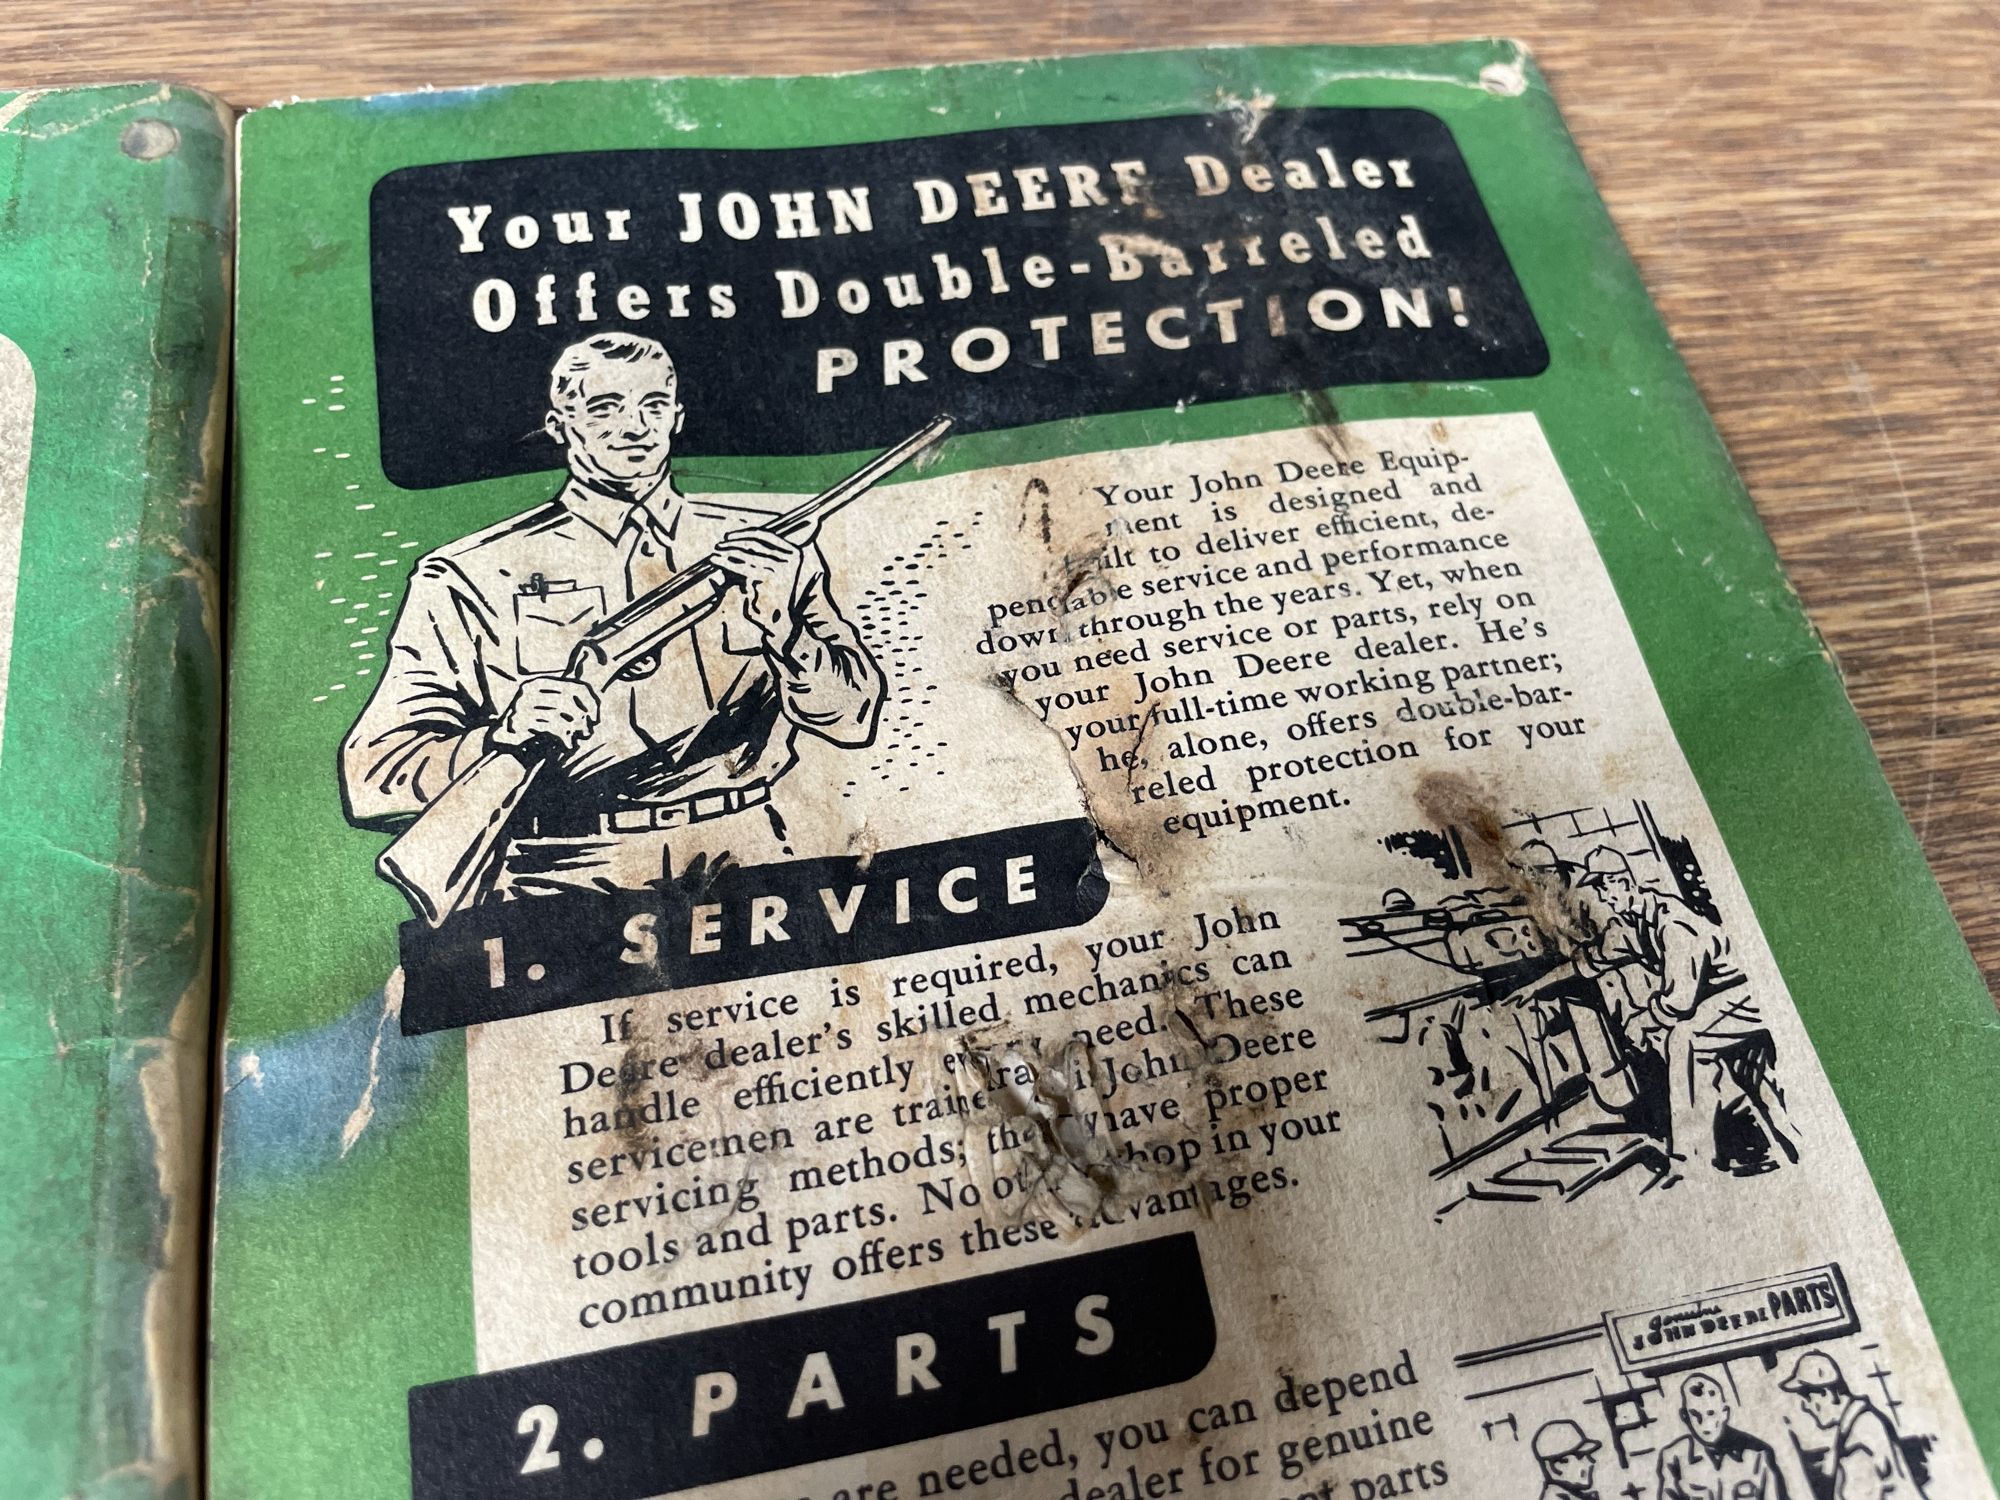 Your JOHN DEERE Dealer
Offers Double-Barreled
PROTECTION!
Your John Deere Equip-
ment is designed and
built to deliver efficient, de-
pendable service and performance
down through the years. Yet, when
you need service or parts, rely on
your John Deere dealer. He's
your full-time working partner;
he, alone, offers double-bar-
reled protection for your
equipment.
1. SERVICE
If service is required, your John
Deere dealer's skilled mechanics can
handle efficiently every need. These
servicemen are trained in John Deere
servicing methods; they have proper
tools and parts. No other shop in your
community offers these advantages.
2. PARTS
are needed, you can depend
dealer for genuine
parts
genuine
JOHN DEERE PARTS